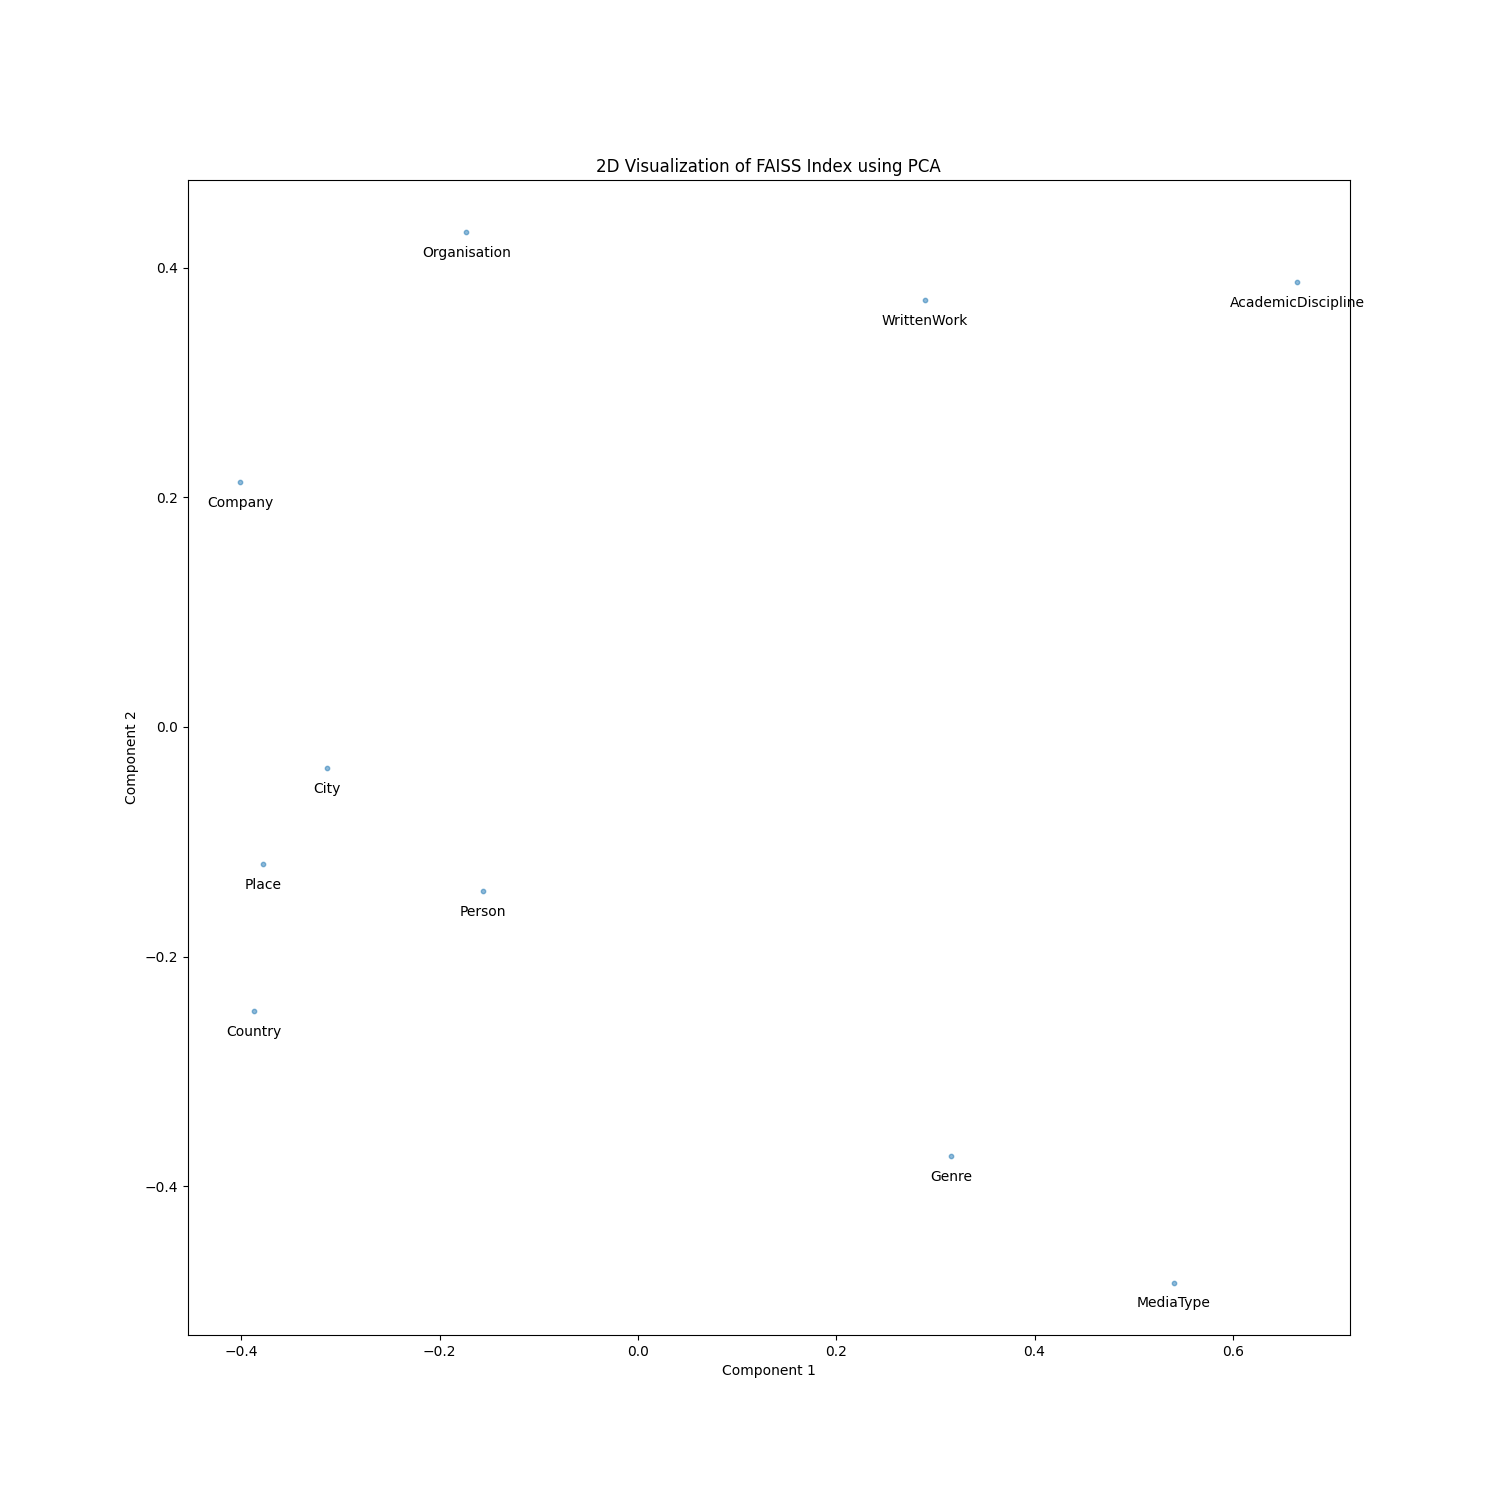 2D Visualization of FAISS Index using PCA
Organisation
WrittenWork
AcademicDiscipline
Company
City
Place
Person
Country
Genre
MediaType
0.4
0.2
0.0
−0.2
−0.4
Component 2
−0.4
−0.2
0.0
0.2
0.4
0.6
Component 1